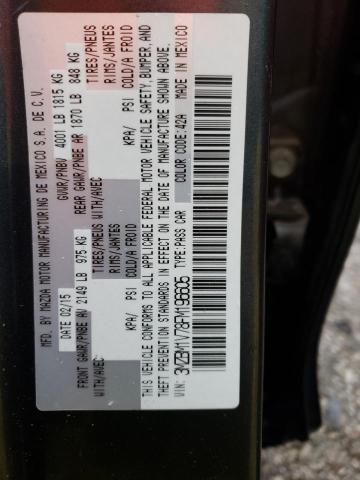 MFD. BY MAZDA MOTOR MANUFACTURING DE MEXICO S.A. DE C.V.
DATE 02/15 GVWR/PNBV 4001 LB 1815 KG
FRONT GAWR/PNBE AV 2149 LB 975 KG REAR GAWR/PNBE AR 1870 LB 848 KG
WITH/AVEC TIRES/PNEUS WITH/AVEC TIRES/PNEUS
RIMS/JANTES RIMS/JANTES
KPA/ PSI COLD/A FROID KPA/ PSI COLD/A FROID
THIS VEHICLE CONFORMS TO ALL APPLICABLE FEDERAL MOTOR VEHICLE SAFETY, BUMPER, AND
THEFT PREVENTION STANDARDS IN EFFECT ON THE DATE OF MANUFACTURE SHOWN ABOVE.
VIN: 3MZBM1V78FM196605 TYPE:PASS CAR COLOR CODE:42A MADE IN MEXICO